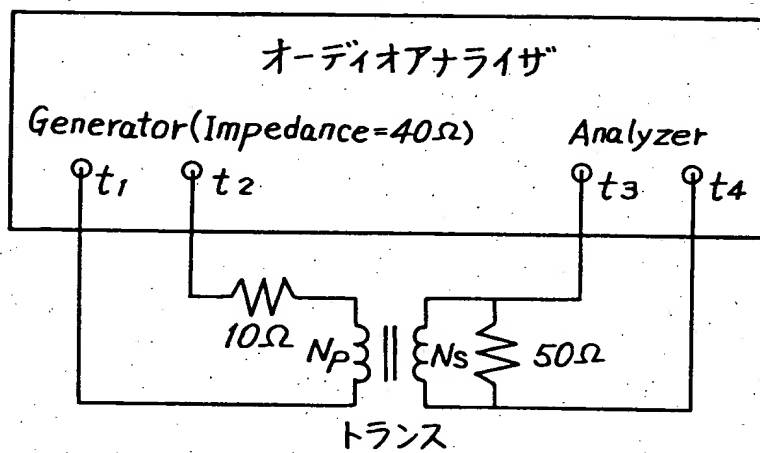 オーディオアナライザ
Generator(Impedance=40Ω)
Analyzer
t1
t2
t3
t4
10Ω
NP
NS
50Ω
トランス